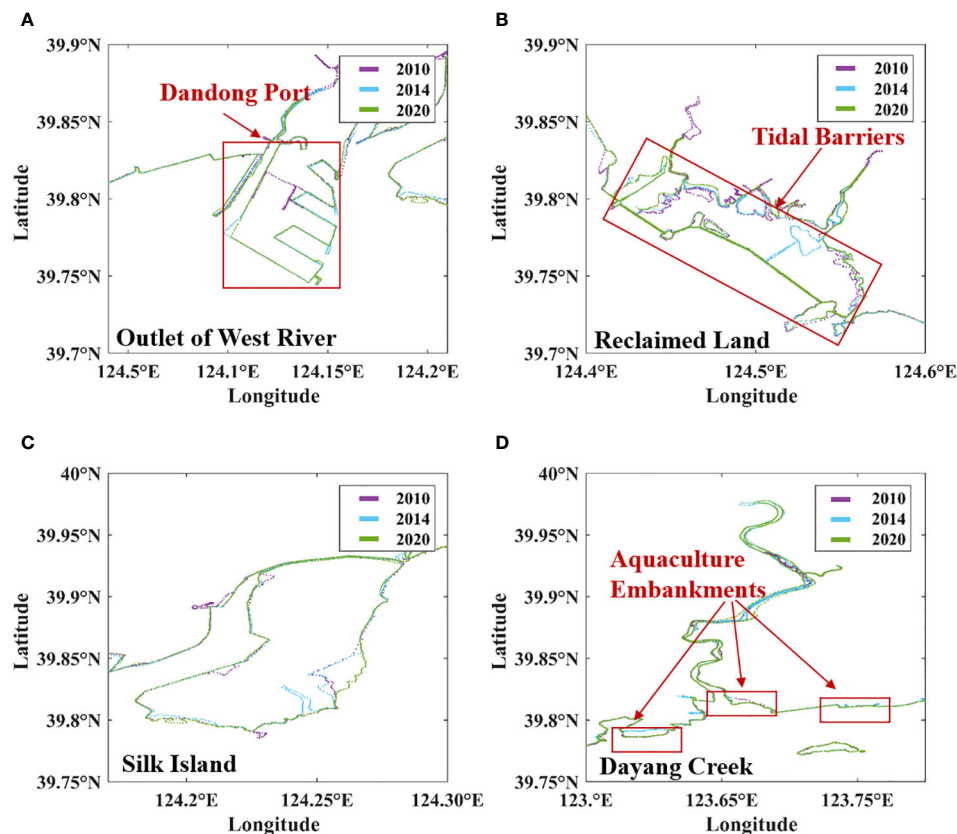 A
39.9°N
39.85°N
39.8°N
39.75°N
39.7°N
Latitude
2010
2014
2020
Dandong Port
Outlet of West River
124.5°E
124.1°E
124.15°E
124.2°E
Longitude
B
39.9°N
39.85°N
39.8°N
39.75°N
39.7°N
Latitude
2010
2014
2020
Tidal Barriers
Reclaimed Land
124.4°E
124.5°E
124.6°E
Longitude
C
40°N
39.95°N
39.9°N
39.85°N
39.8°N
39.75°N
Latitude
2010
2014
2020
Silk Island
124.2°E
124.25°E
124.30°E
Longitude
D
40°N
39.95°N
39.9°N
39.85°N
39.8°N
39.75°N
Latitude
2010
2014
2020
Aquaculture
Embankments
Dayang Creek
123.°E
123.65°E
123.75°E
Longitude